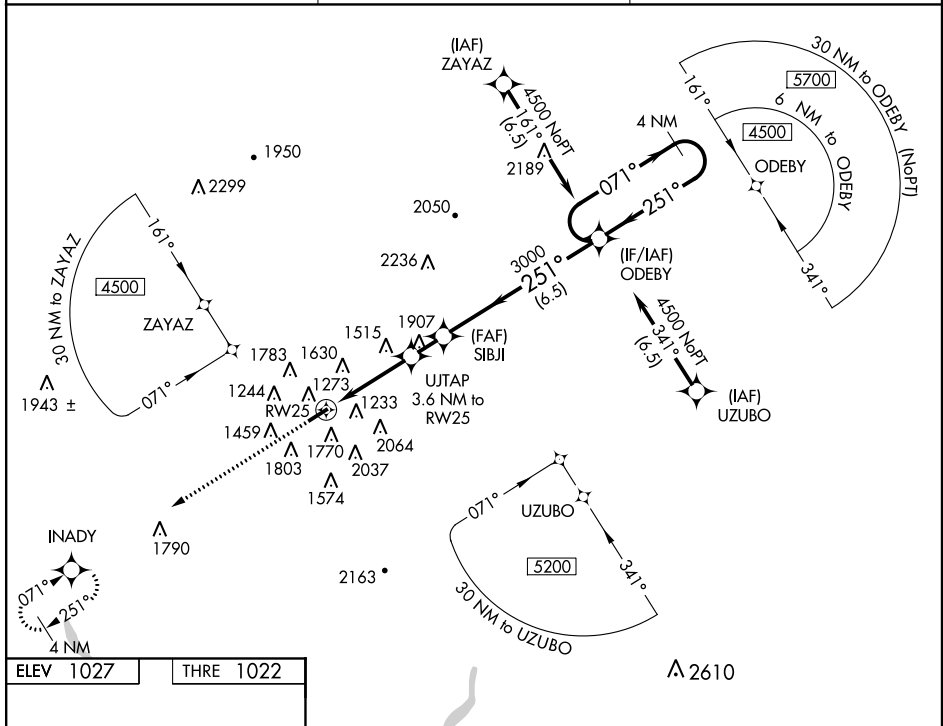 (IAF)
ZAYAZ
4500 NoPT
161°
(6.5)
2189
4 NM
071°
251°
30 NM to ODEBY (NoPT)
5700
161°
6 NM to ODEBY
4500
ODEBY
341°
1950
2299
2050
2236
3000
251°
(6.5)
(IF/IAF)
ODEBY
4500 NoPT
341°
(6.5)
(IAF)
UZUBO
30 NM to ZAYAZ
161°
4500
ZAYAZ
071°
1943 ±
1515
1907
(FAF)
SIBJI
UJTAP
3.6 NM to
RW25
1783
1630
1244
1273
RW25
1233
1459
1770
2064
1803
2037
1574
1790
INADY
071°
251°
4 NM
2163
071°
UZUBO
5200
341°
30 NM to UZUBO
2610
ELEV 1027
THRE 1022